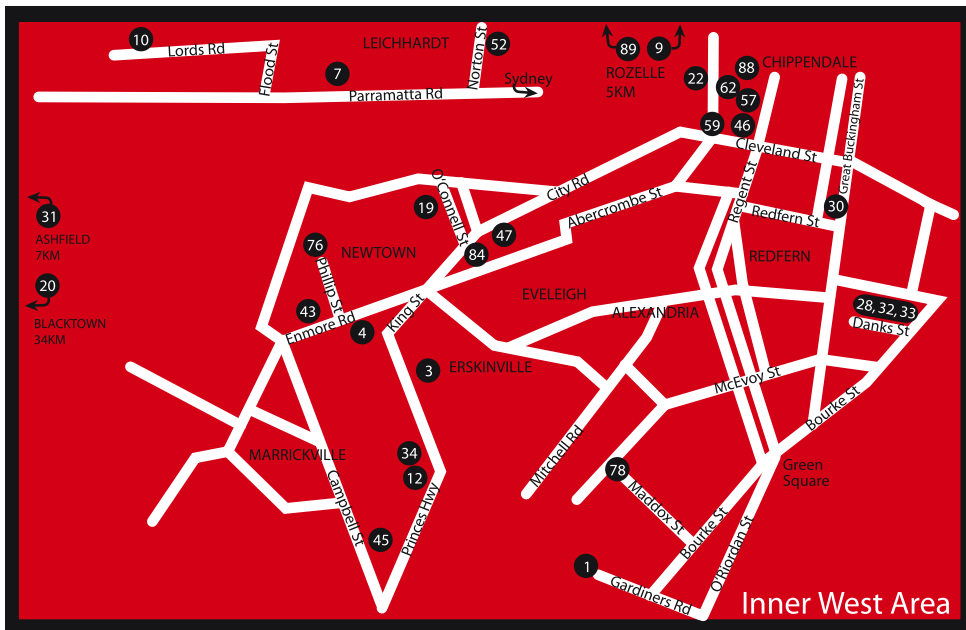 10
Lords Rd
Flood St
LEICHHARDT
7
Norton St
52
Parramatta Rd
Sydney
89
9
ROZELLE
5KM
22
88
CHIPPENDALE
62
57
59
46
Cleveland St
Great Buckingham St
Regent St
30
Redfern St
REDFERN
City Rd
Abercrombe St
O'Connell St
19
47
84
31
ASHFIELD
7KM
20
BLACKTOWN
34KM
76
NEWTOWN
Phillip St
43
Enmore Rd
4
King St
EVELEIGH
ALEXANDRIA
28, 32, 33
Danks St
3
ERSKINVILLE
McEvoy St
Bourke St
MARRICKVILLE
34
12
Campbell St
Princes Hwy
45
Mitchell Rd
78
Maddox St
Green
Square
Bourke St
O'Riordan St
1
Gardiners Rd
Inner West Area